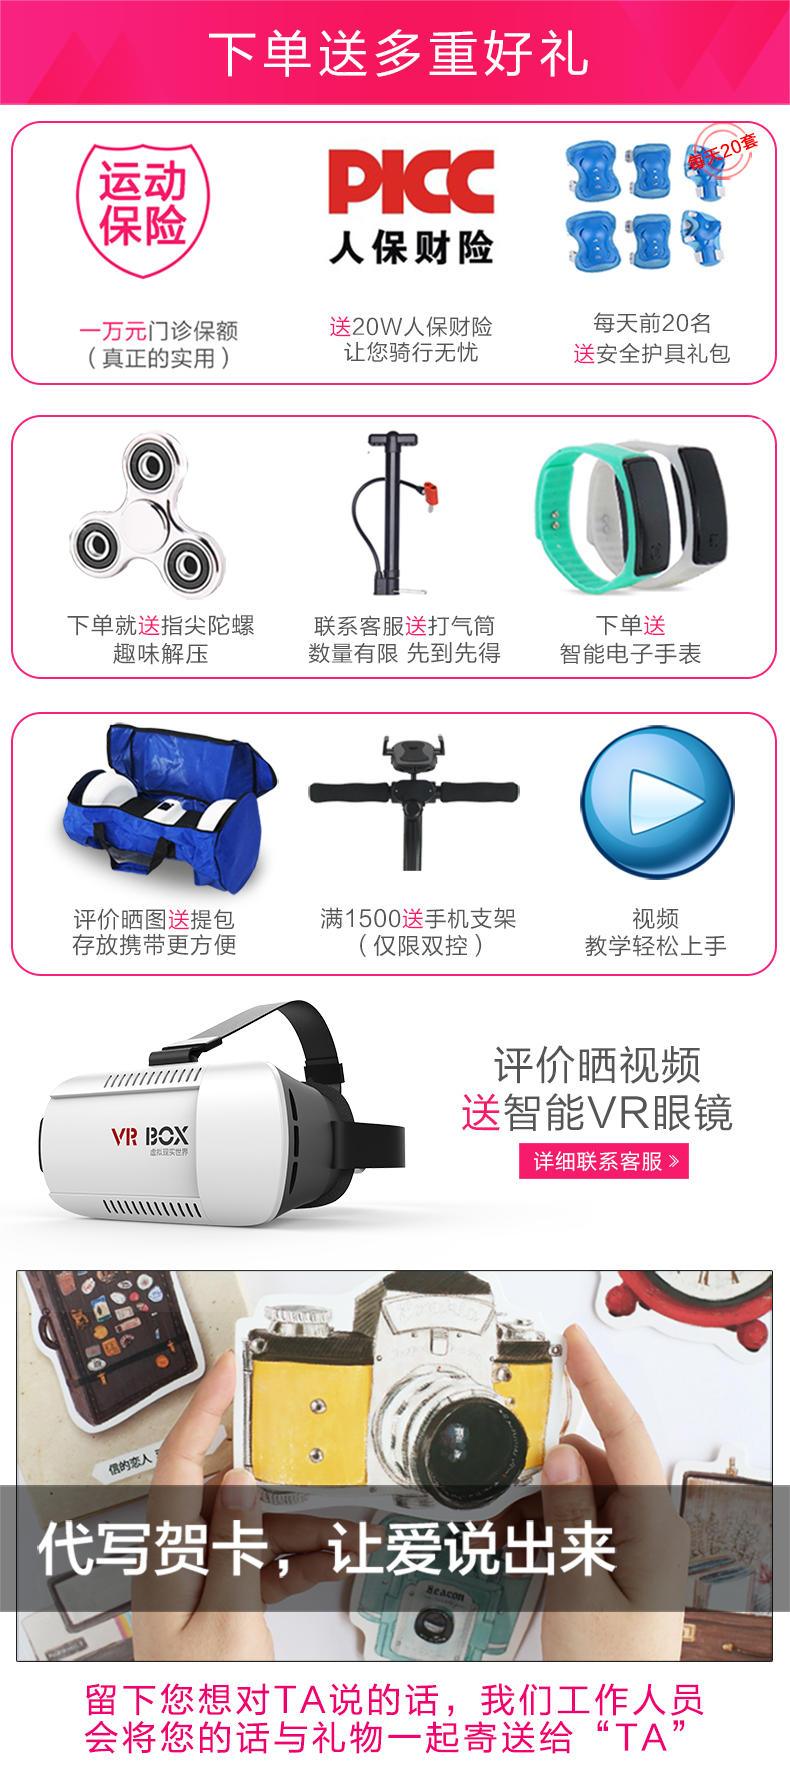 下单送多重好礼
运动
保险
PICC
人保财险
每天20套
一万元门诊保额
（真正的实用）
送20W人保财险
让您骑行无忧
每天前20名
送安全护具礼包
下单就送指尖陀螺
趣味解压
联系客服送打气筒
数量有限 先到先得
下单送
智能电子手表
评价晒图送提包
存放携带更方便
满1500送手机支架
（仅限双控）
视频
教学轻松上手
VR BOX
虚拟现实世界
评价晒视频
送智能VR眼镜
详细联系客服 »
信的恋人
代写贺卡，让爱说出来
Beacon
留下您想对TA说的话，我们工作人员
会将您的话与礼物一起寄送给“TA”